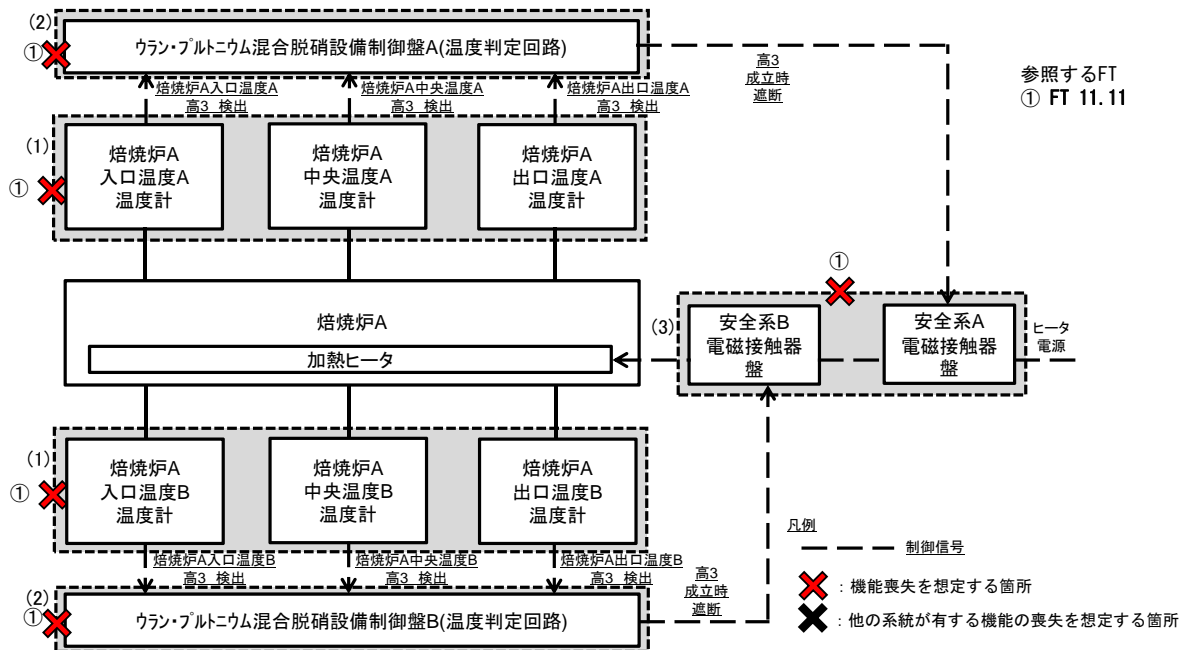 (2)
①
ウラン・プルトニウム混合脱硝設備制御盤A(温度判定回路)
焙焼炉A入口温度A
高3 検出
焙焼炉A中央温度A
高3 検出
焙焼炉A出口温度A
高3 検出
高3
成立時
遮断
参照するFT
① FT 11.11
(1)
①
焙焼炉A
入口温度A
温度計
焙焼炉A
中央温度A
温度計
焙焼炉A
出口温度A
温度計
焙焼炉A
加熱ヒータ
①
(3)
安全系B
電磁接触器
盤
安全系A
電磁接触器
盤
ヒータ
電源
(1)
①
焙焼炉A
入口温度B
温度計
焙焼炉A
中央温度B
温度計
焙焼炉A
出口温度B
温度計
焙焼炉A入口温度B
高3 検出
焙焼炉A中央温度B
高3 検出
焙焼炉A出口温度B
高3 検出
高3
成立時
遮断
(2)
①
ウラン・プルトニウム混合脱硝設備制御盤B(温度判定回路)
凡例
制御信号
：機能喪失を想定する箇所
：他の系統が有する機能の喪失を想定する箇所